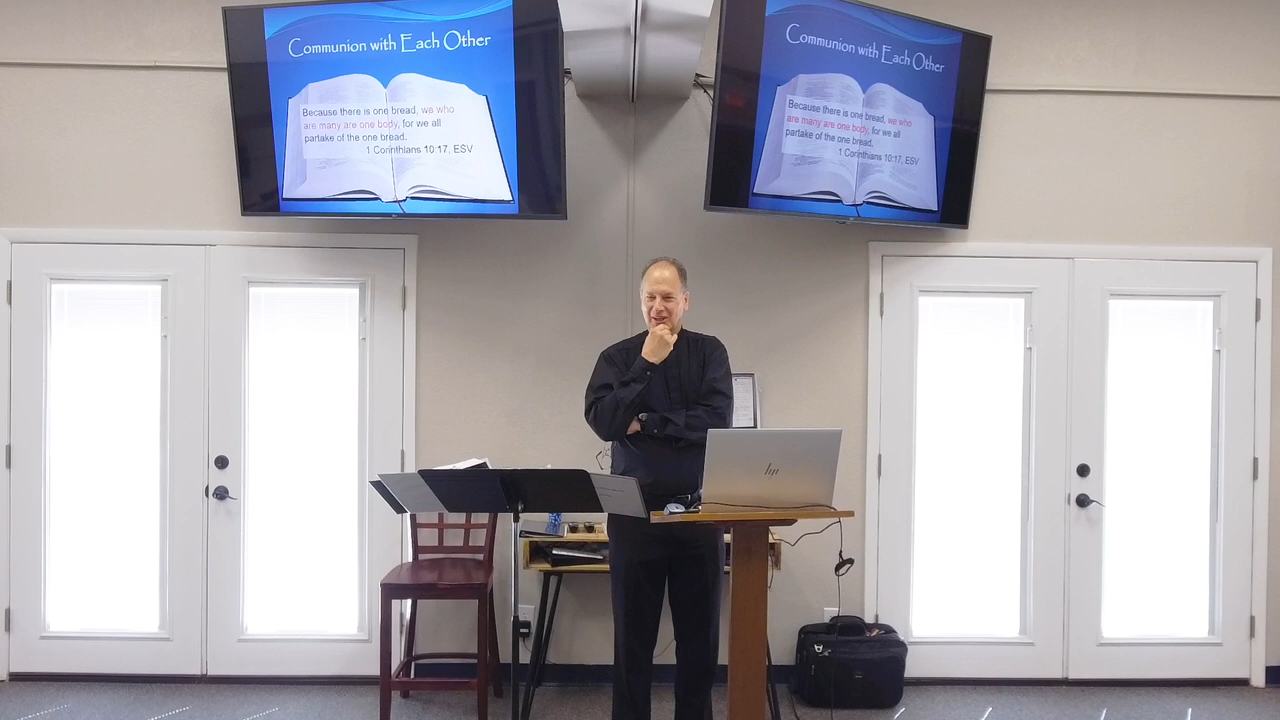 Communion with Each Other
Because there is one bread, we who
are many are one body, for we all
partake of the one bread.
1 Corinthians 10:17, ESV
Communion with Each Other
Because there is one bread, we who
are many are one body, for we all
partake of the one bread.
1 Corinthians 10:17, ESV
hp